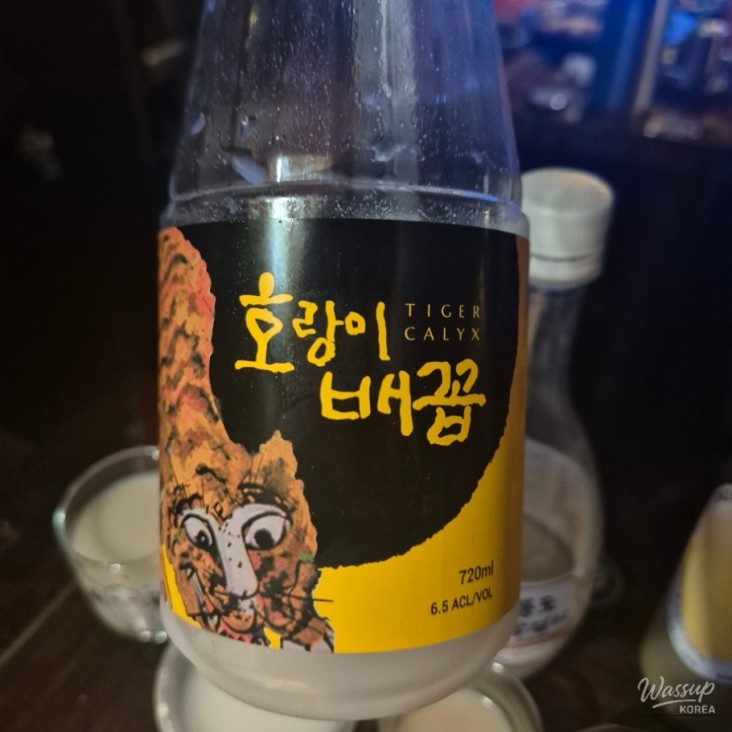 호랑이
TIGER
CALYX
배꼽
720ml
6.5 ACL/VOL
Wassup
KOREA